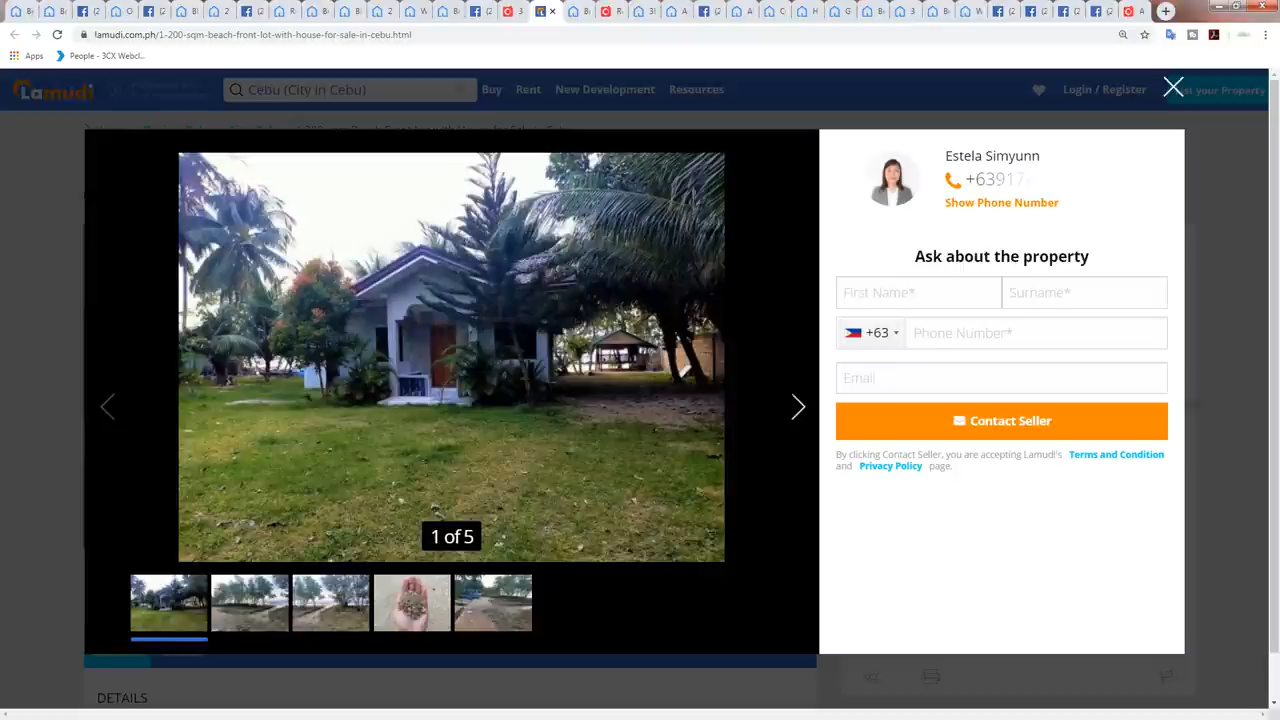 lamudi.com.ph/1-200-sqm-beach-front-lot-with-house-for-sale-in-cebu.html
Apps
People - 3CX Webcl...
Lamudi
Cebu (City in Cebu)
Buy
Rent
New Development
Resources
Login / Register
List your Property
Estela Simyunn
+63917
Show Phone Number
Ask about the property
First Name*
Surname*
+63
Phone Number*
Email
Contact Seller
By clicking Contact Seller, you are accepting Lamudi's Terms and Condition
and Privacy Policy page.
1 of 5
DETAILS